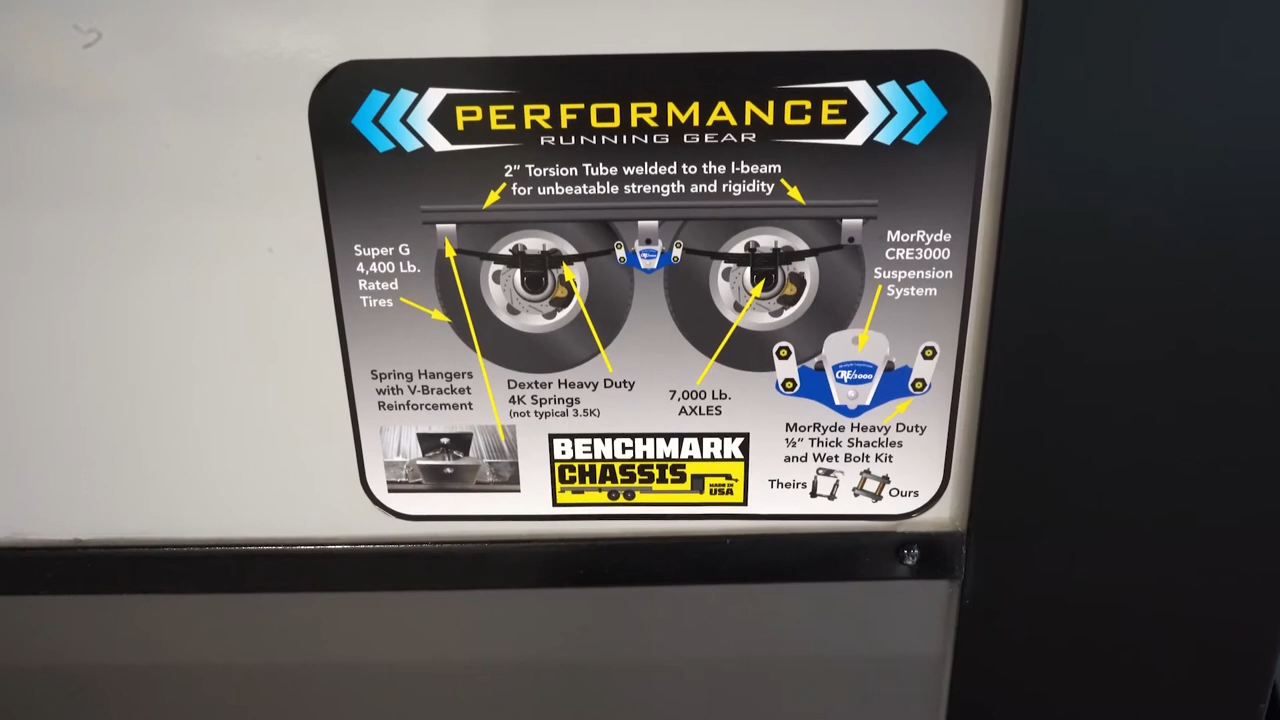 PERFORMANCE
RUNNING GEAR
2" Torsion Tube welded to the I-beam
for unbeatable strength and rigidity
Super G
4,400 Lb.
Rated
Tires
MorRyde
CRE3000
Suspension
System
Spring Hangers
with V-Bracket
Reinforcement
Dexter Heavy Duty
4K Springs
(not typical 3.5K)
7,000 Lb.
AXLES
CRE/3000
MorRyde Heavy Duty
½" Thick Shackles
and Wet Bolt Kit
Theirs
Ours
BENCHMARK
CHASSIS
MADE IN
USA